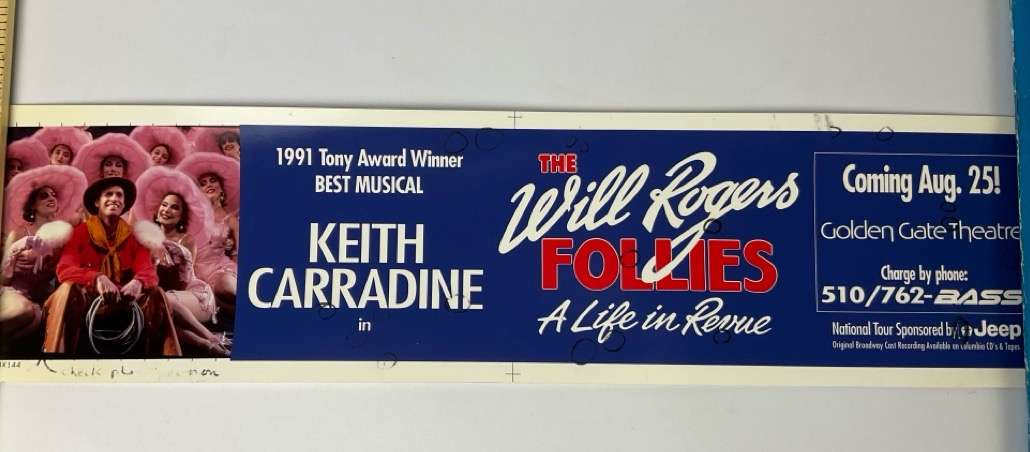 1991 Tony Award Winner
BEST MUSICAL
KEITH
CARRADINE
in
THE
Will Rogers
FOLLIES
A Life in Revue
Coming Aug. 25!
Golden Gate Theatre
Charge by phone:
510/762-BASS
National Tour Sponsored by Jeep
Original Broadway Cast Recording Available on Columbia CD's & Tapes
check